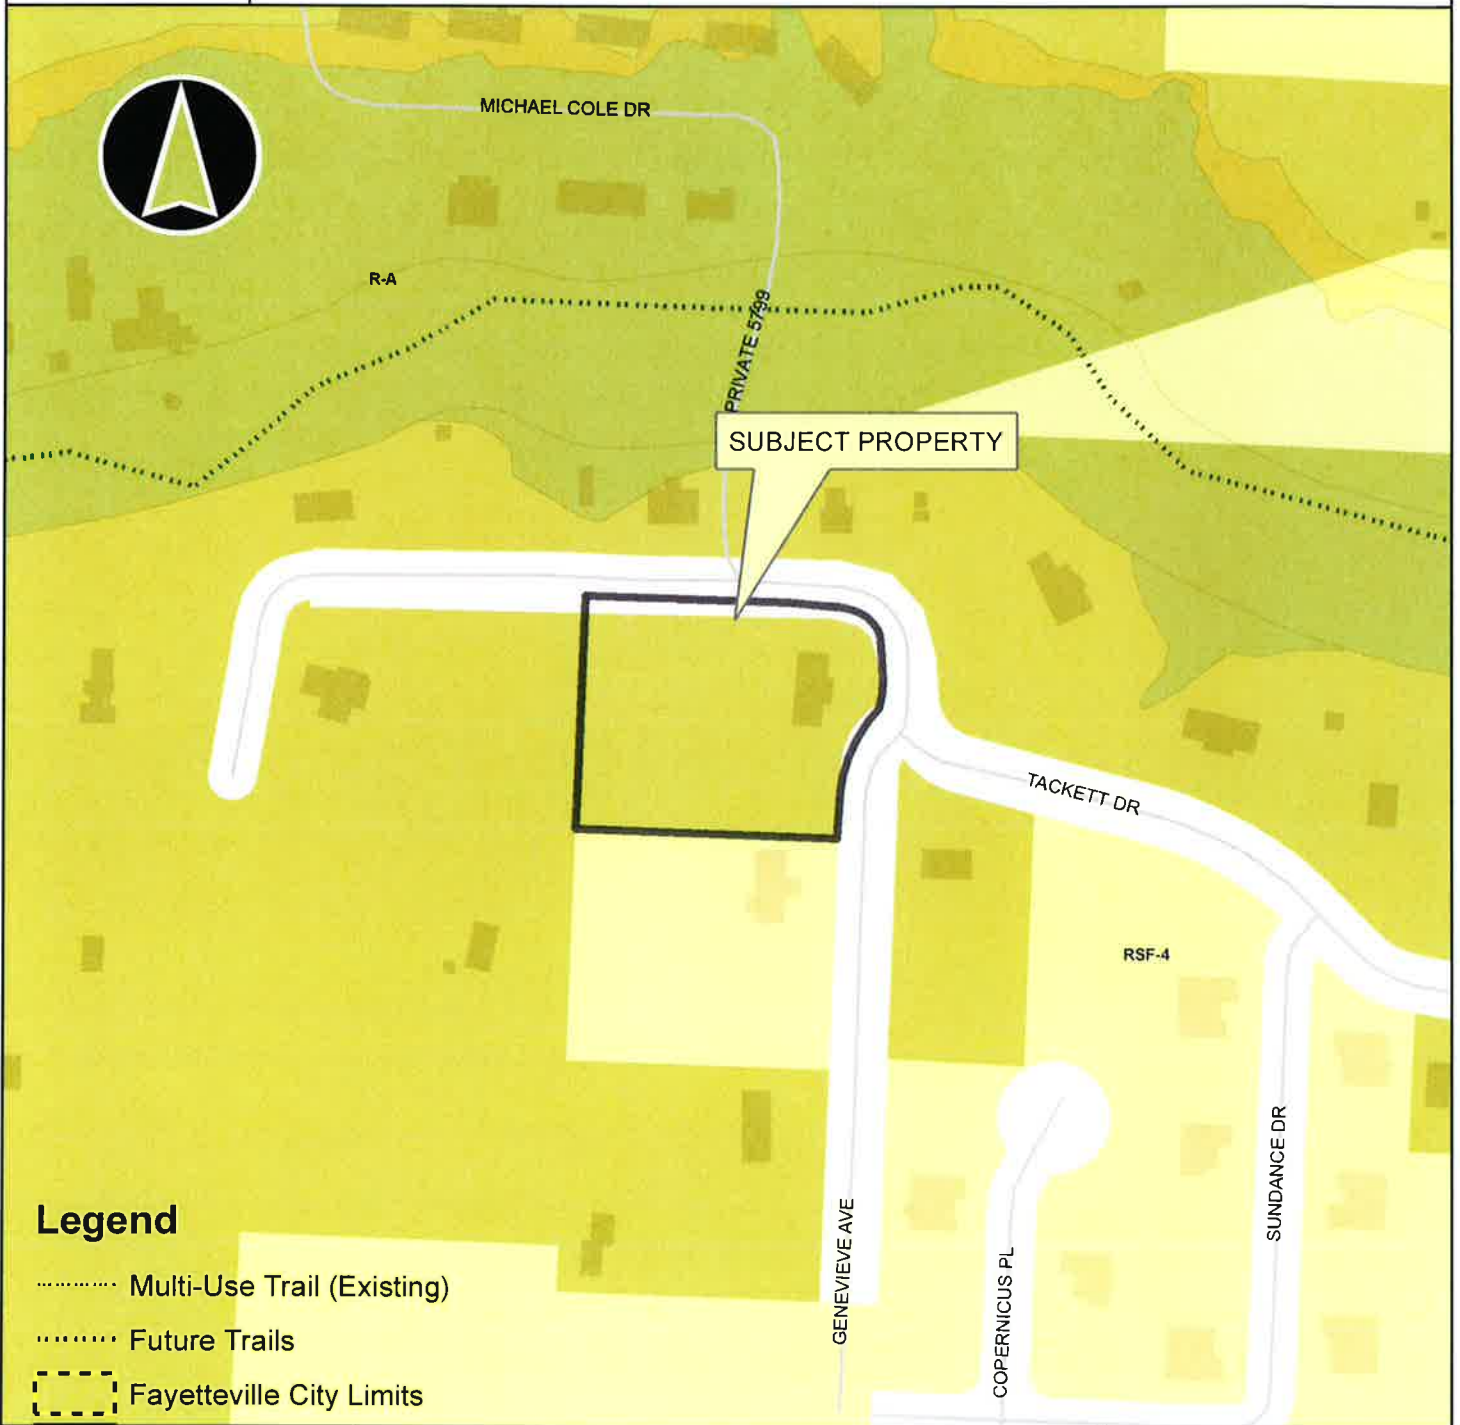 MICHAEL COLE DR
R-A
PRIVATE 5799
SUBJECT PROPERTY
TACKETT DR
RSF-4
SUNDANCE DR
GENEVIEVE AVE
COPERNICUS PL
Legend
Multi-Use Trail (Existing)
Future Trails
Fayetteville City Limits